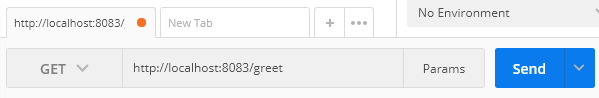 No Environment
http://localhost:8083/
New Tab
+
•••
GET
http://localhost:8083/greet
Params
Send